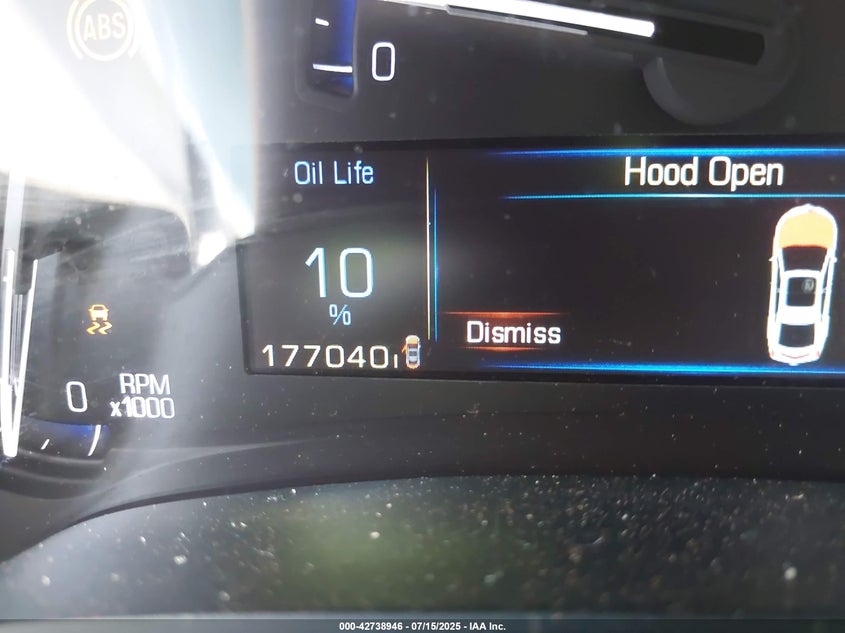 ABS
0
Oil Life
Hood Open
10
%
Dismiss
177040
0
RPM
x1000
000-42738946 - 07/15/2025 - IAA Inc.